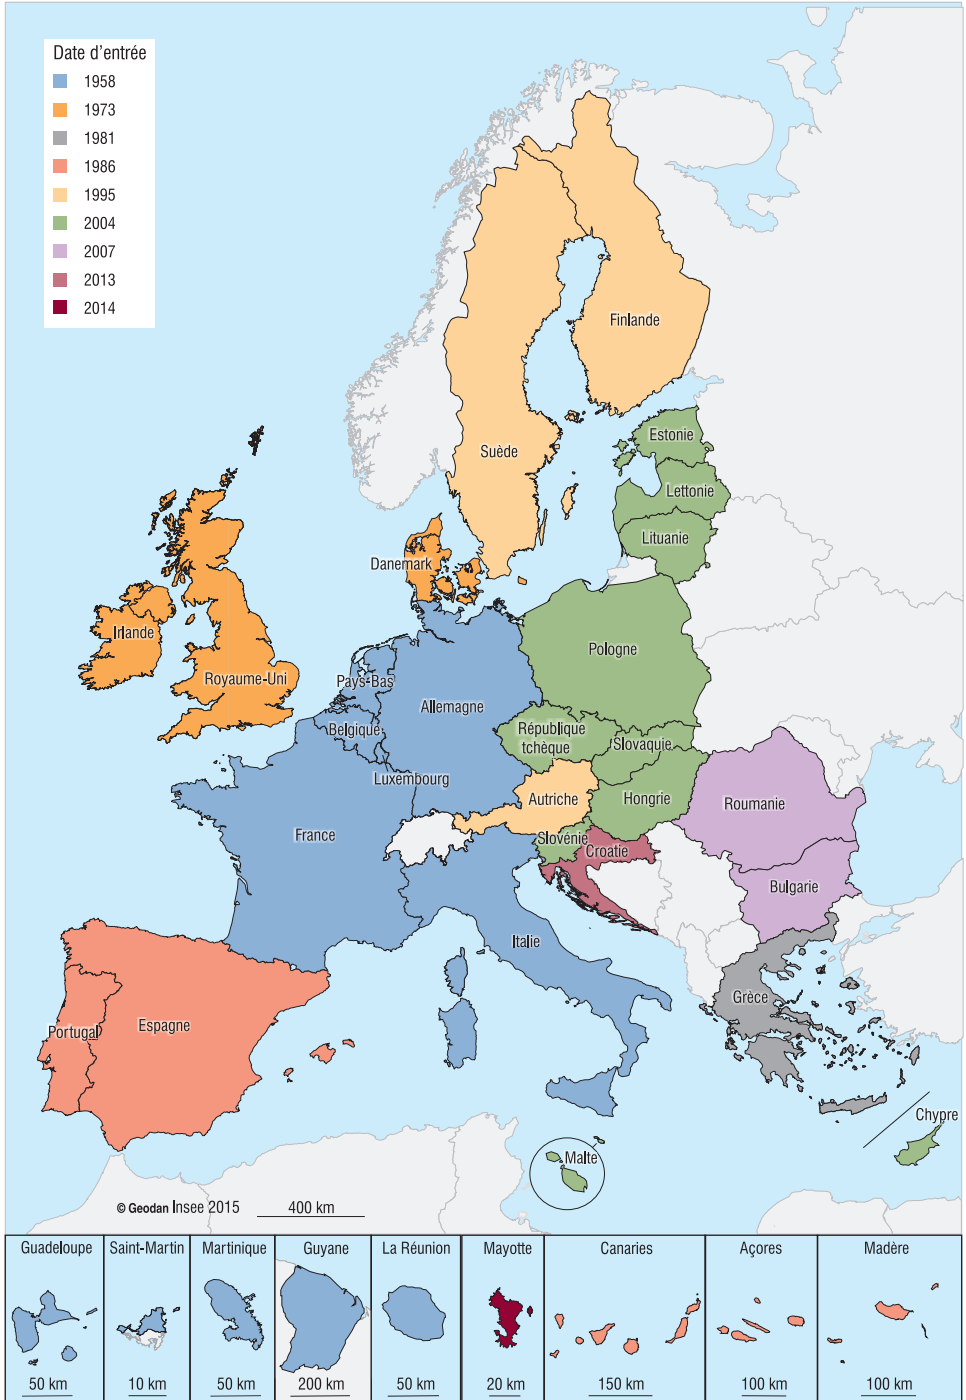 Date d'entrée
1958
1973
1981
1986
1995
2004
2007
2013
2014
Finlande
Suède
Estonie
Lettonie
Lituanie
Danemark
Irlande
Royaume-Uni
Pays-Bas
Pologne
Allemagne
Belgique
République
tchèque
Slovaquie
Luxembourg
Autriche
Hongrie
Roumanie
France
Slovénie
Croatie
Bulgarie
Italie
Grèce
Portugal
Espagne
Chypre
Malte
© Geodan Insee 2015
400 km
Guadeloupe
Saint-Martin
Martinique
Guyane
La Réunion
Mayotte
Canaries
Açores
Madère
50 km
10 km
50 km
200 km
50 km
20 km
150 km
100 km
100 km